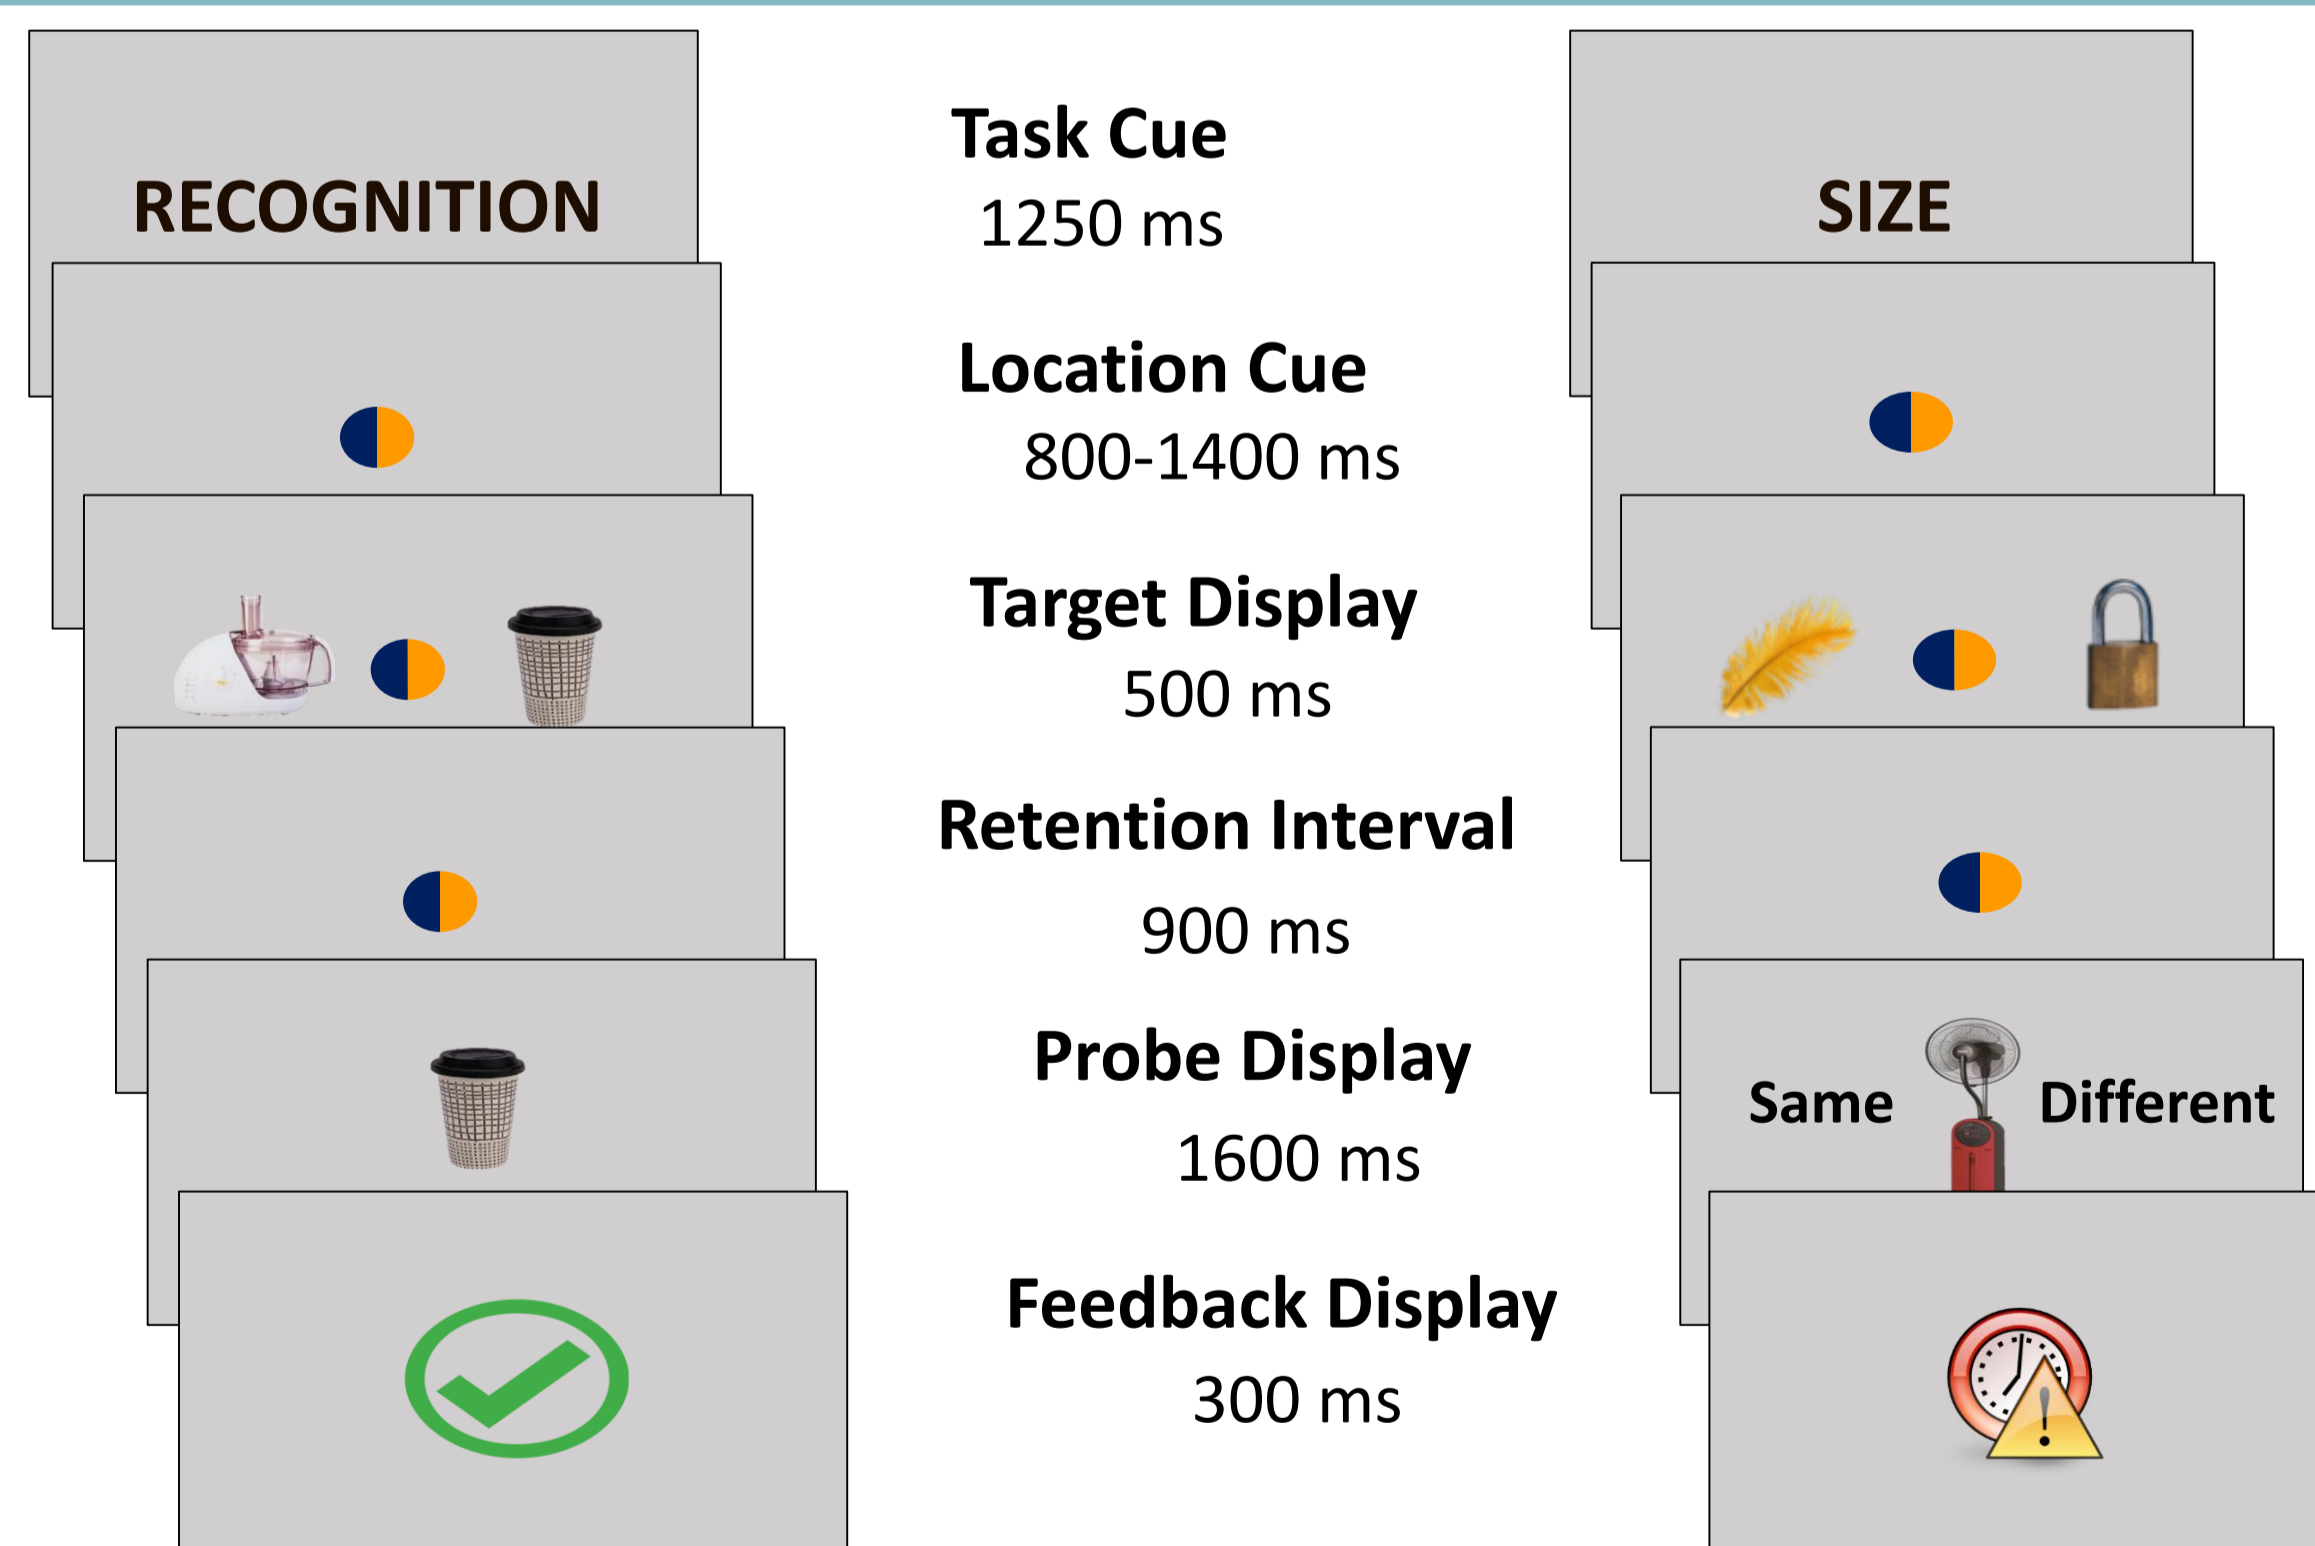 RECOGNITION
Task Cue
1250 ms
SIZE
Location Cue
800-1400 ms
Target Display
500 ms
Retention Interval
900 ms
Probe Display
1600 ms
Same
Different
Feedback Display
300 ms